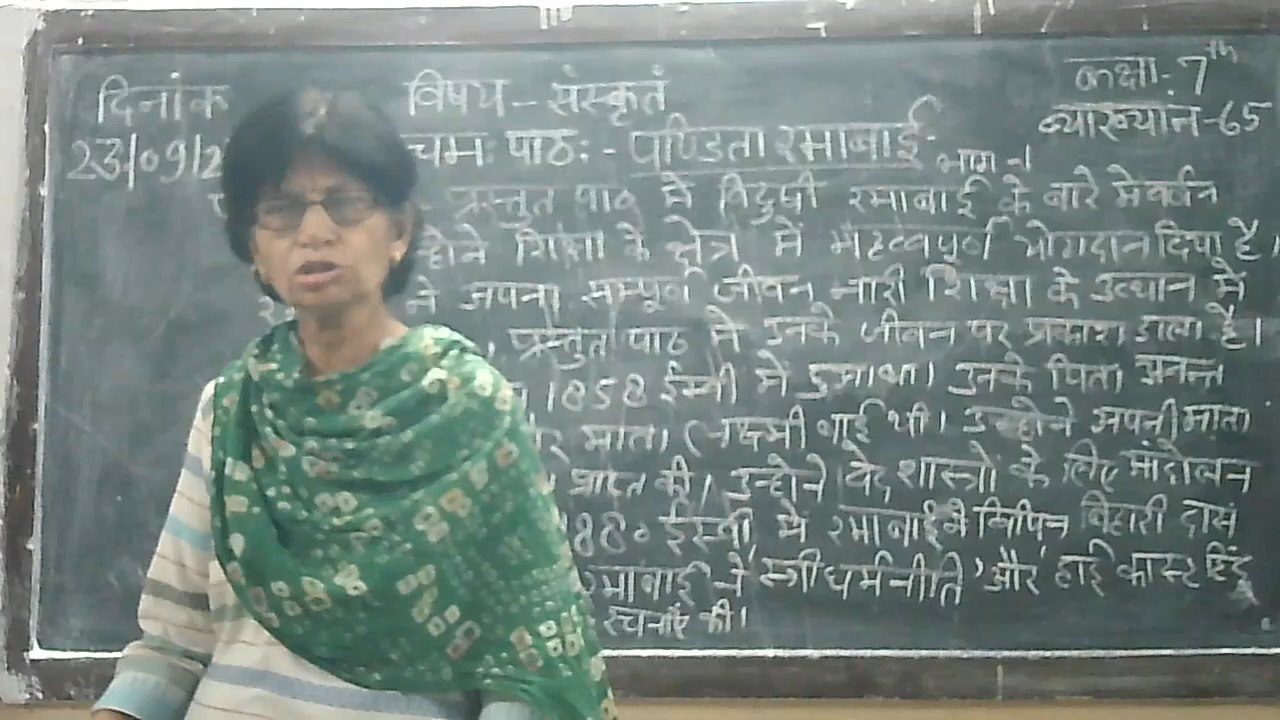 दिनांक विषय - संस्कृतं कक्षा- 7th
23/09/2 व्याख्यान-65
चमः पाठः - पण्डिता रमाबाई- भाग-1
प्रस्तुत पाठ में विदुषी रमाबाई के बारे में वर्णन
होने शिक्षा के क्षेत्र में महत्वपूर्ण योगदान दिया है।
ने अपना सम्पूर्ण जीवन नारी शिक्षा के उत्थान में
प्रस्तुत पाठ में उनके जीवन पर प्रकाश डाला है।
1858 ईस्वी में हुआ था। उनके पिता अनन्त
माता लक्ष्मी बाई थी। उन्होने अपनी माता
प्राप्त की। उन्होने वेद शास्त्रो के लिए आंदोलन
880 ईस्वी में रमाबाई ने विपिन बिहारी दास
रमाबाई ने 'स्त्रीधर्मनीति' और हाई कास्ट हिंदू
रचनाएं की।